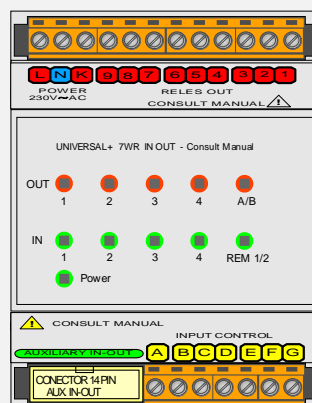 L N K 9 8 7 6 5 4 3 2 1
POWER RELES OUT
230V~AC CONSULT MANUAL
UNIVERSAL+ 7WR IN OUT - Consult Manual
OUT
1 2 3 4 A/B
IN
1 2 3 4 REM 1/2
Power
CONSULT MANUAL
INPUT CONTROL
AUXILIARY IN-OUT A B C D E F G
CONECTOR 14 PIN
AUX IN-OUT